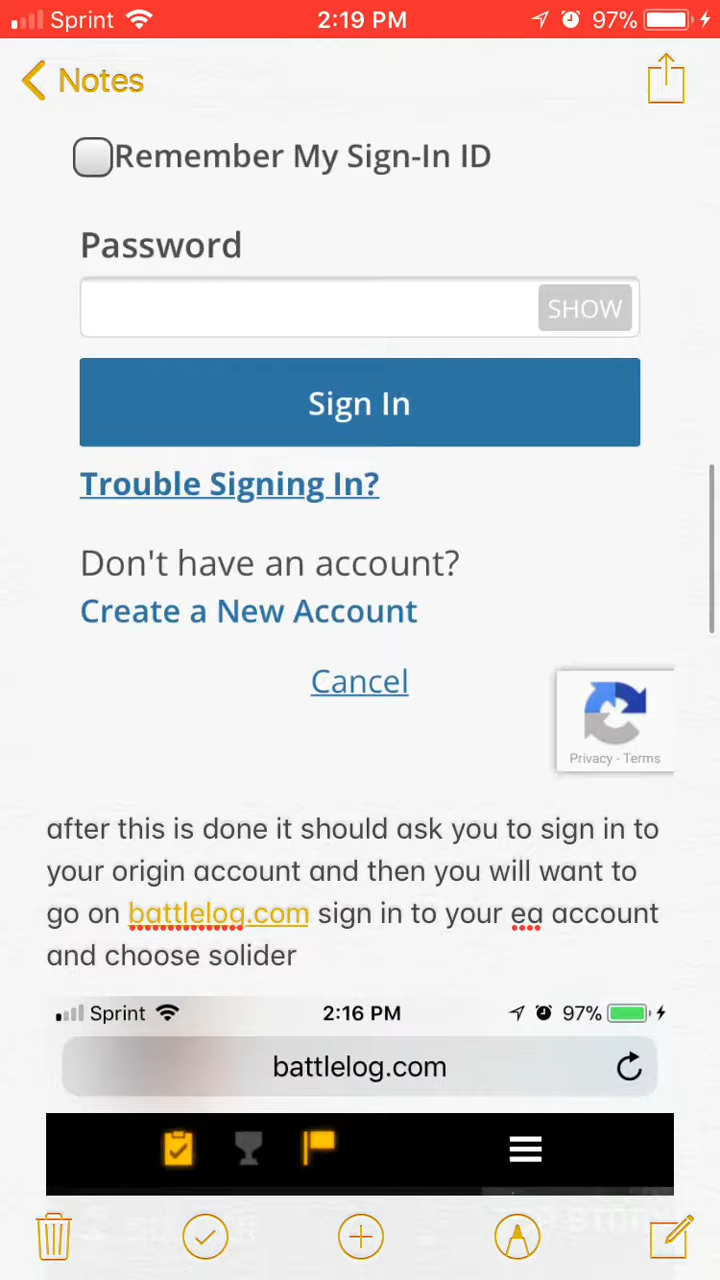 Sprint 2:19 PM 97%
Notes
Remember My Sign-In ID
Password
SHOW
Sign In
Trouble Signing In?
Don't have an account?
Create a New Account
Cancel
Privacy - Terms
after this is done it should ask you to sign in to
your origin account and then you will want to
go on battlelog.com sign in to your ea account
and choose solider
Sprint 2:16 PM 97%
battlelog.com